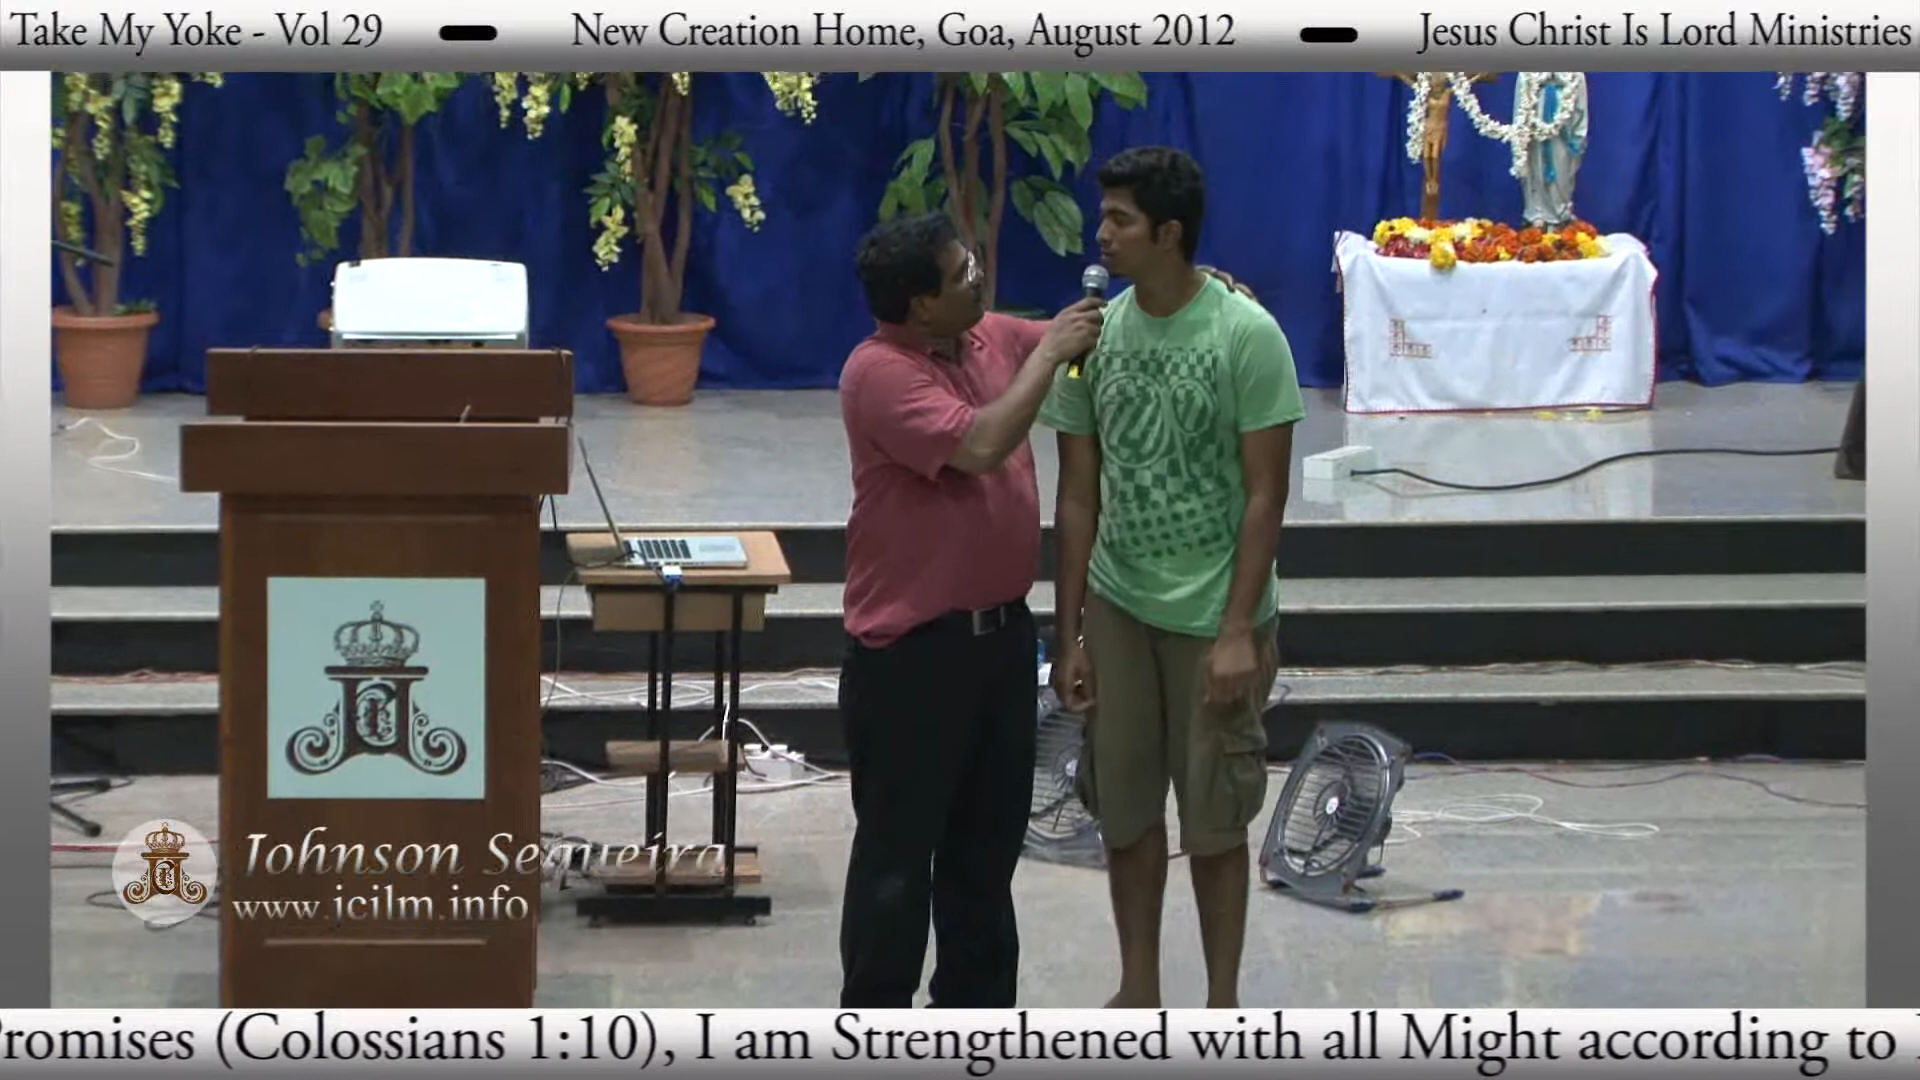 Take My Yoke - Vol 29 — New Creation Home, Goa, August 2012 — Jesus Christ Is Lord Ministries
Johnson Sequeira
www.jcilm.info
romises (Colossians 1:10), I am Strengthened with all Might according to